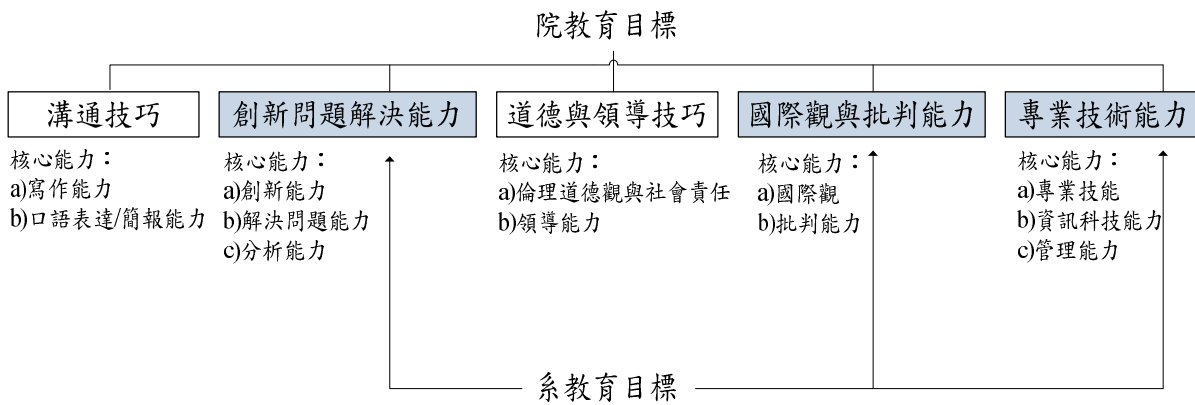 院教育目標
溝通技巧
核心能力：
a)寫作能力
b)口語表達/簡報能力
創新問題解決能力
核心能力：
a)創新能力
b)解決問題能力
c)分析能力
道德與領導技巧
核心能力：
a)倫理道德觀與社會責任
b)領導能力
國際觀與批判能力
核心能力：
a)國際觀
b)批判能力
專業技術能力
核心能力：
a)專業技能
b)資訊科技能力
c)管理能力
系教育目標